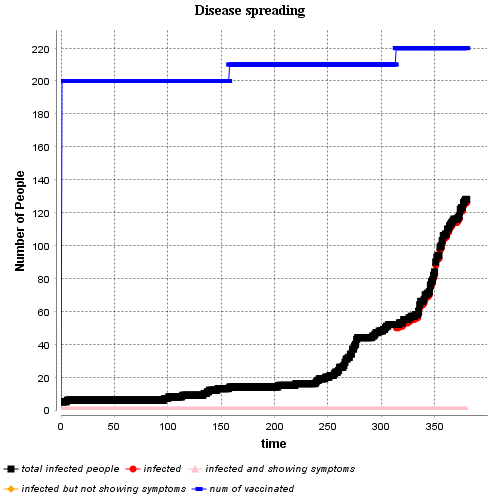 Disease spreading
220
200
180
160
140
120
100
80
60
40
20
0
Number of People
0 50 100 150 200 250 300 350
time
total infected people infected infected and showing symptoms
infected but not showing symptoms num of vaccinated